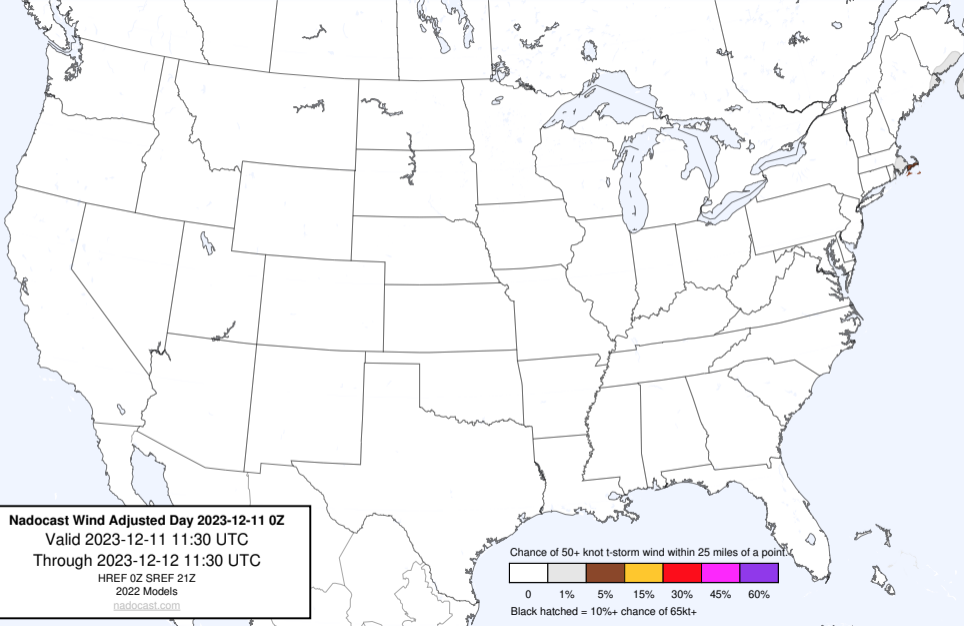 Nadocast Wind Adjusted Day 2023-12-11 0Z
Valid 2023-12-11 11:30 UTC
Through 2023-12-12 11:30 UTC
HREF 0Z SREF 21Z
2022 Models
nadocast.com
Chance of 50+ knot t-storm wind within 25 miles of a point.
0 1% 5% 15% 30% 45% 60%
Black hatched = 10%+ chance of 65kt+